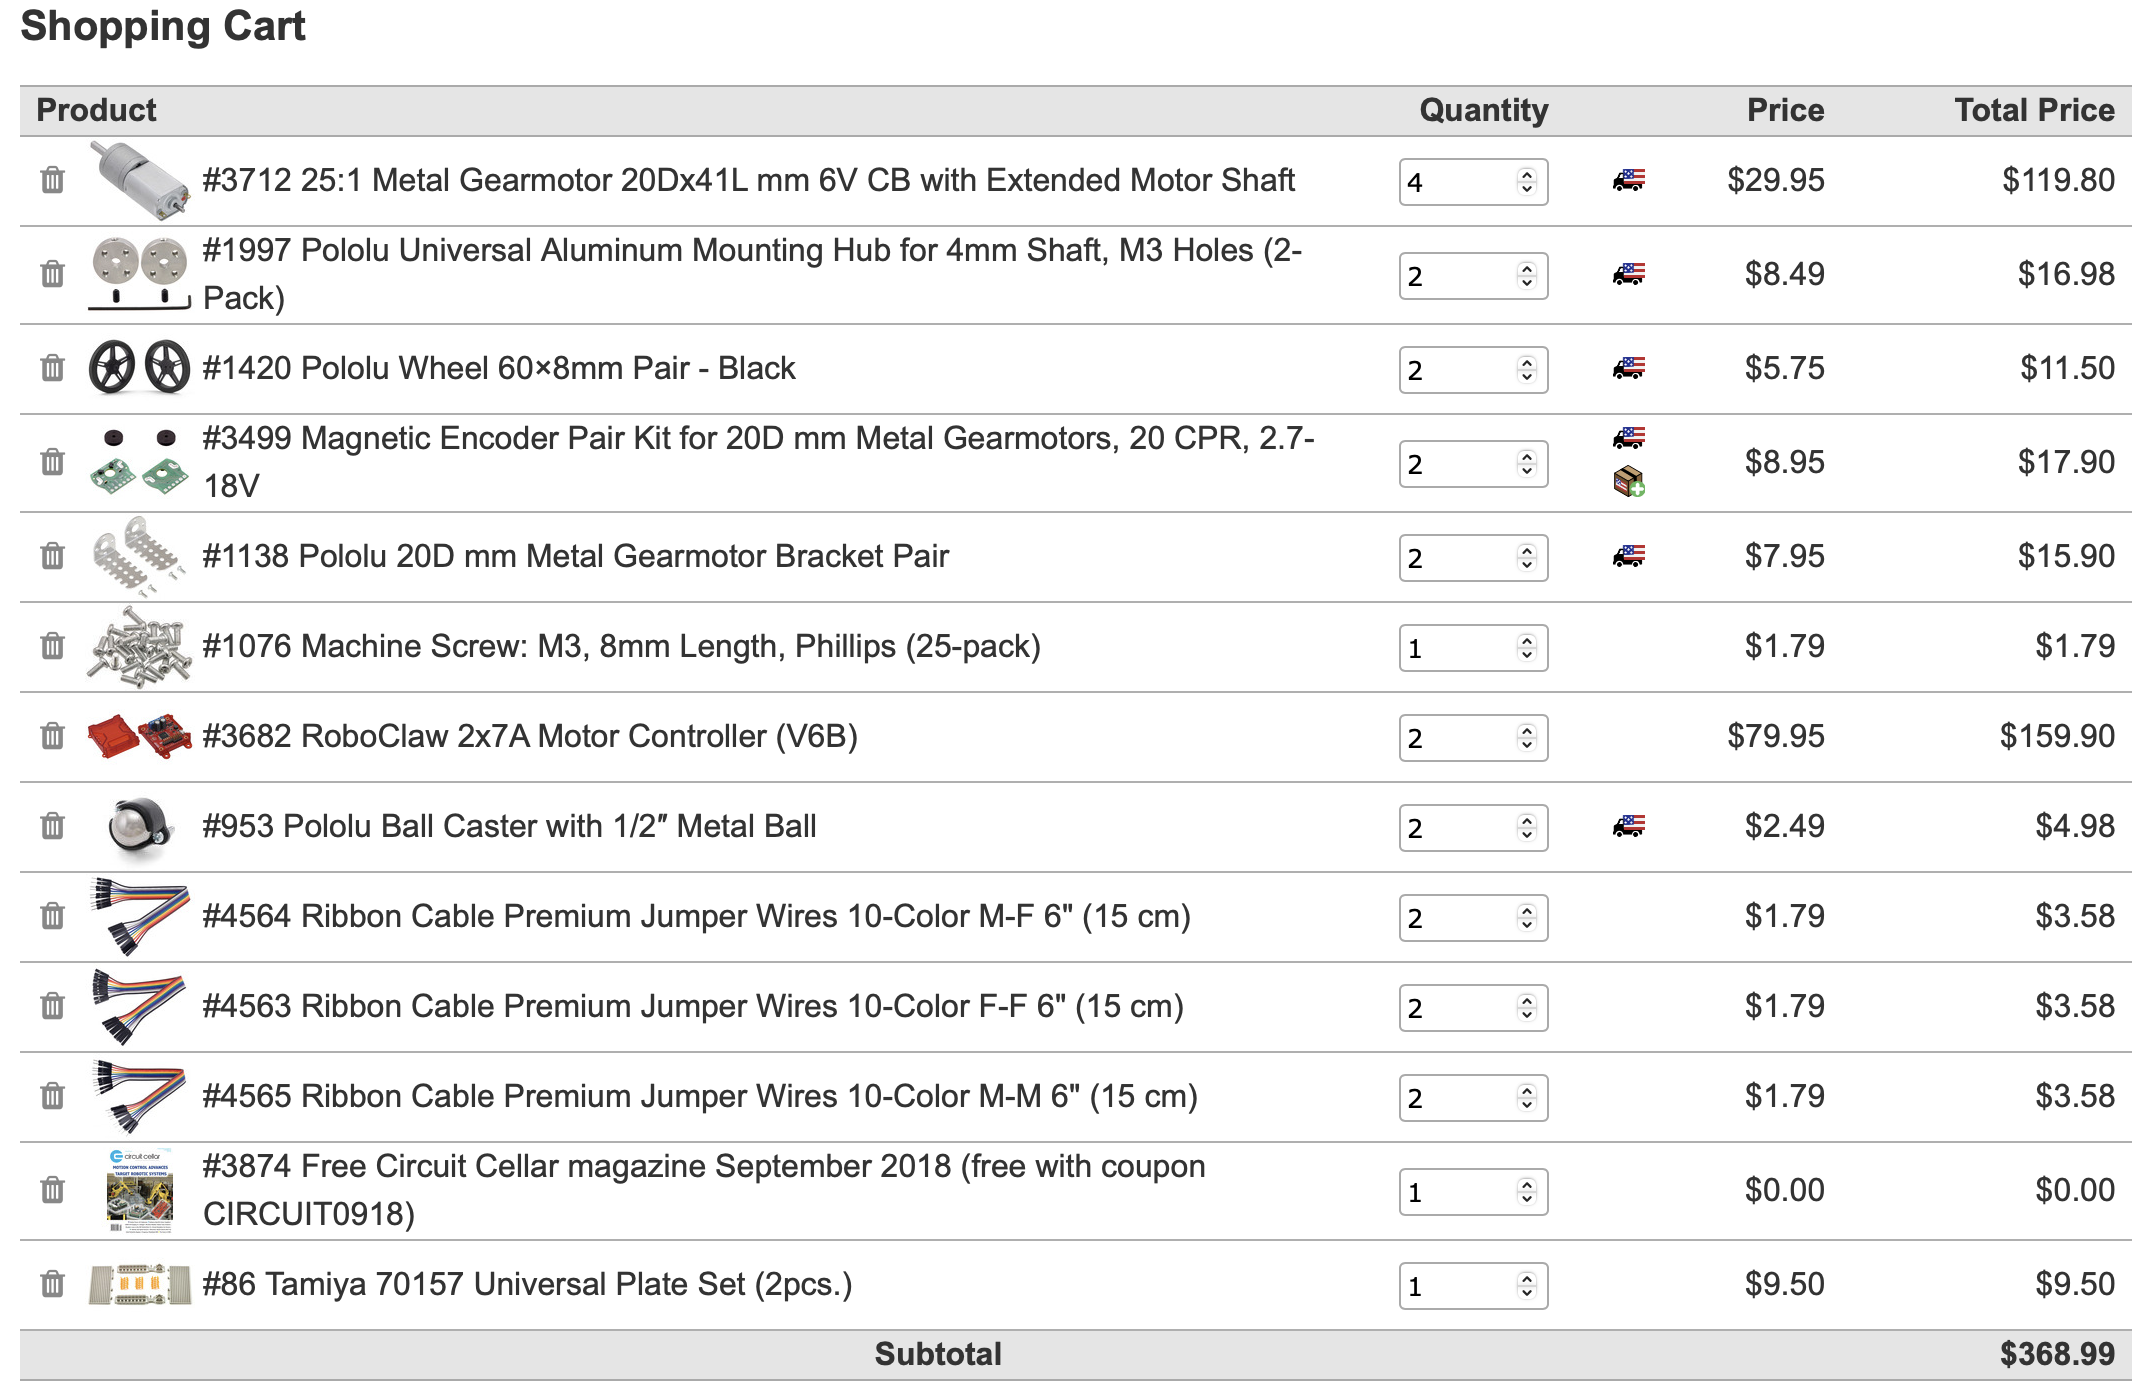 Shopping Cart
Product Quantity Price Total Price
#3712 25:1 Metal Gearmotor 20Dx41L mm 6V CB with Extended Motor Shaft 4 $29.95 $119.80
#1997 Pololu Universal Aluminum Mounting Hub for 4mm Shaft, M3 Holes (2-
Pack) 2 $8.49 $16.98
#1420 Pololu Wheel 60×8mm Pair - Black 2 $5.75 $11.50
#3499 Magnetic Encoder Pair Kit for 20D mm Metal Gearmotors, 20 CPR, 2.7-
18V 2 $8.95 $17.90
#1138 Pololu 20D mm Metal Gearmotor Bracket Pair 2 $7.95 $15.90
#1076 Machine Screw: M3, 8mm Length, Phillips (25-pack) 1 $1.79 $1.79
#3682 RoboClaw 2x7A Motor Controller (V6B) 2 $79.95 $159.90
#953 Pololu Ball Caster with 1/2″ Metal Ball 2 $2.49 $4.98
#4564 Ribbon Cable Premium Jumper Wires 10-Color M-F 6" (15 cm) 2 $1.79 $3.58
#4563 Ribbon Cable Premium Jumper Wires 10-Color F-F 6" (15 cm) 2 $1.79 $3.58
#4565 Ribbon Cable Premium Jumper Wires 10-Color M-M 6" (15 cm) 2 $1.79 $3.58
circuit cellar
MOTION CONTROL ADVANCES
TARGET ROBOTIC SYSTEMS
#3874 Free Circuit Cellar magazine September 2018 (free with coupon
CIRCUIT0918) 1 $0.00 $0.00
#86 Tamiya 70157 Universal Plate Set (2pcs.) 1 $9.50 $9.50
Subtotal $368.99